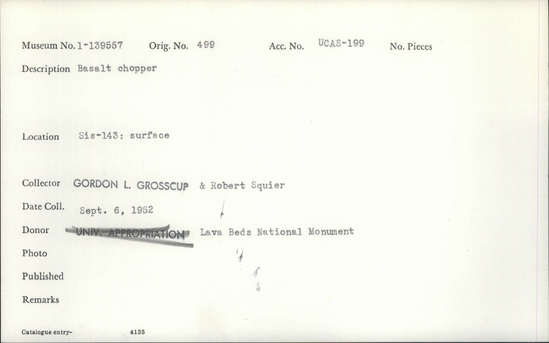 Museum No. 1-139557 Orig. No. 499 Acc. No. UCAS-199 No. Pieces
Description Basalt chopper
Location Sis-143: surface
Collector GORDON L. GROSSCUP & Robert Squier
Date Coll. Sept. 6, 1952
Donor UNIV. APPROPRIATION Lava Beds National Monument
Photo
Published
Remarks
Catalogue entry- 4135